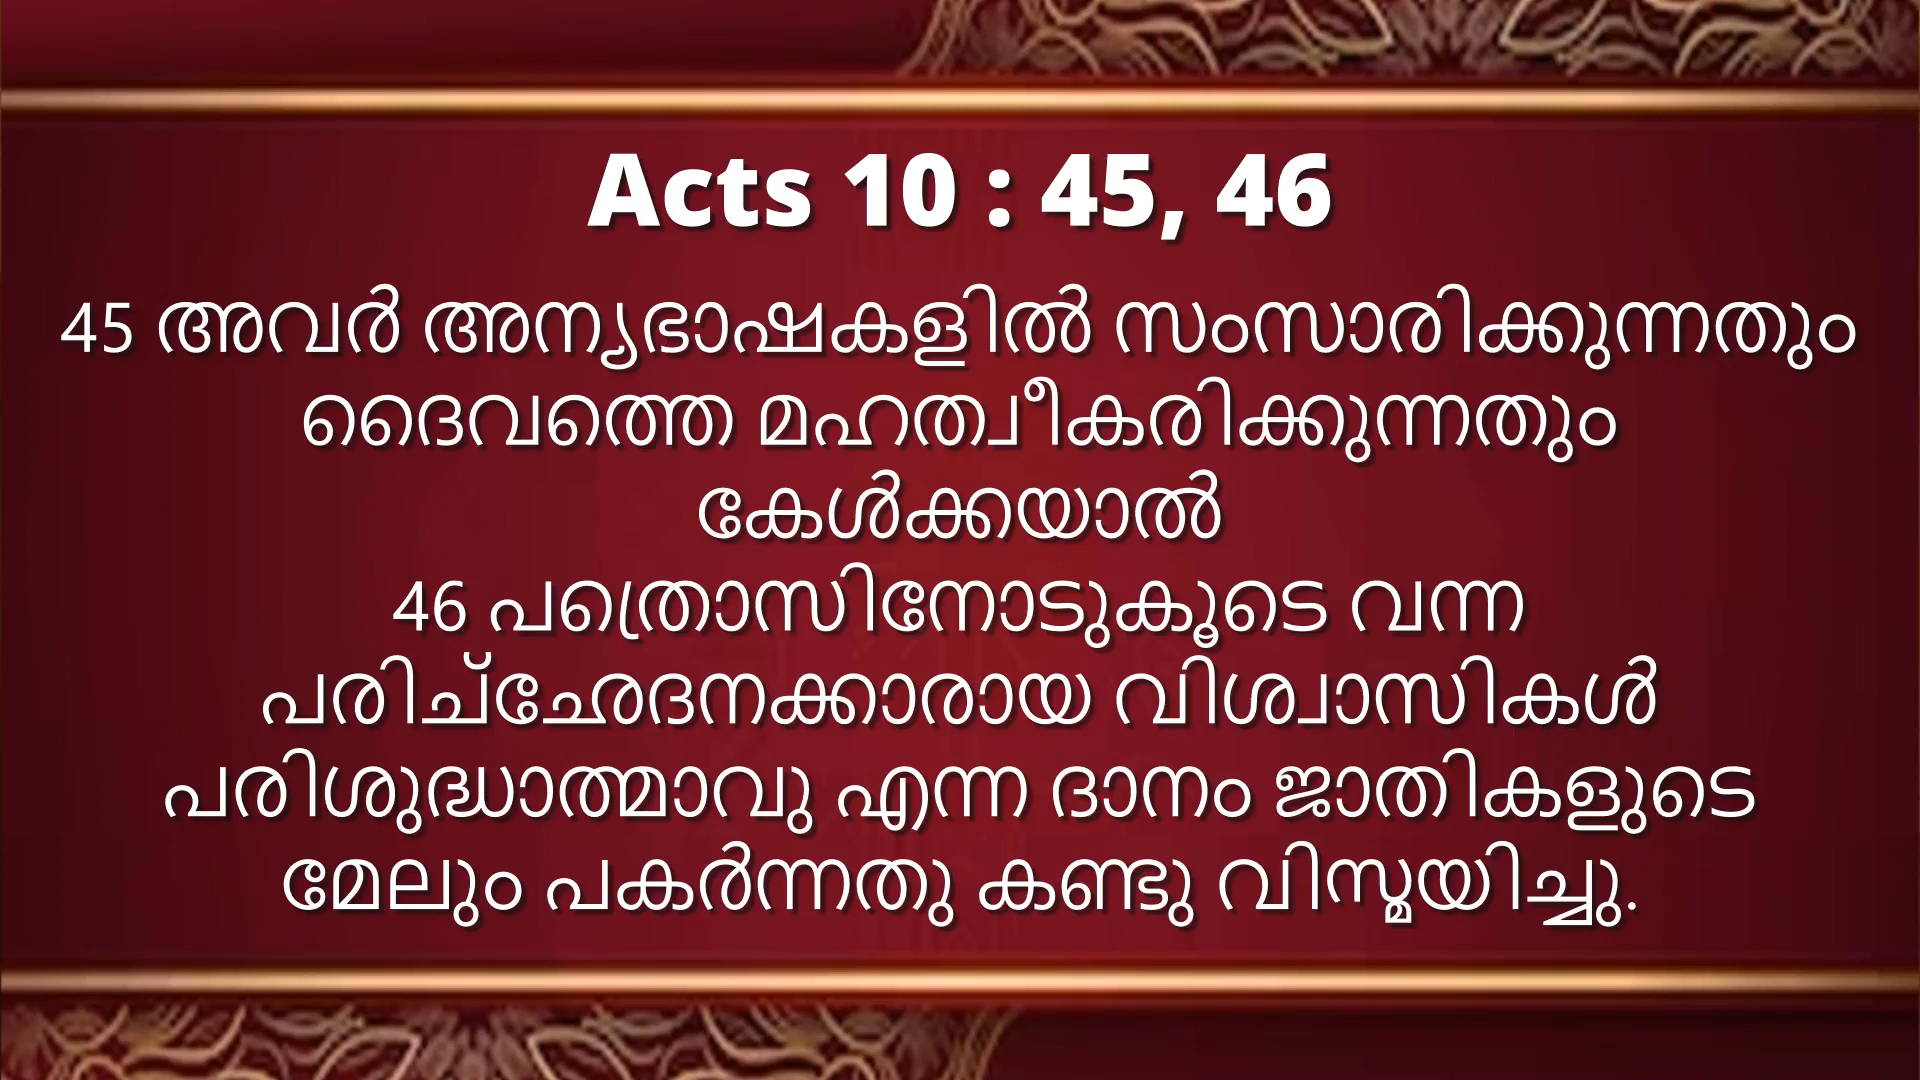 Acts 10 : 45, 46
45 അവർ അന്യഭാഷകളിൽ സംസാരിക്കുന്നതും
ദൈവത്തെ മഹത്വീകരിക്കുന്നതും
കേൾക്കയാൽ
46 പത്രൊസിനോടുകൂടെ വന്ന
പരിച്ഛേദനക്കാരായ വിശ്വാസികൾ
പരിശുദ്ധാത്മാവു എന്ന ദാനം ജാതികളുടെ
മേലും പകർന്നതു കണ്ടു വിസ്മയിച്ചു.